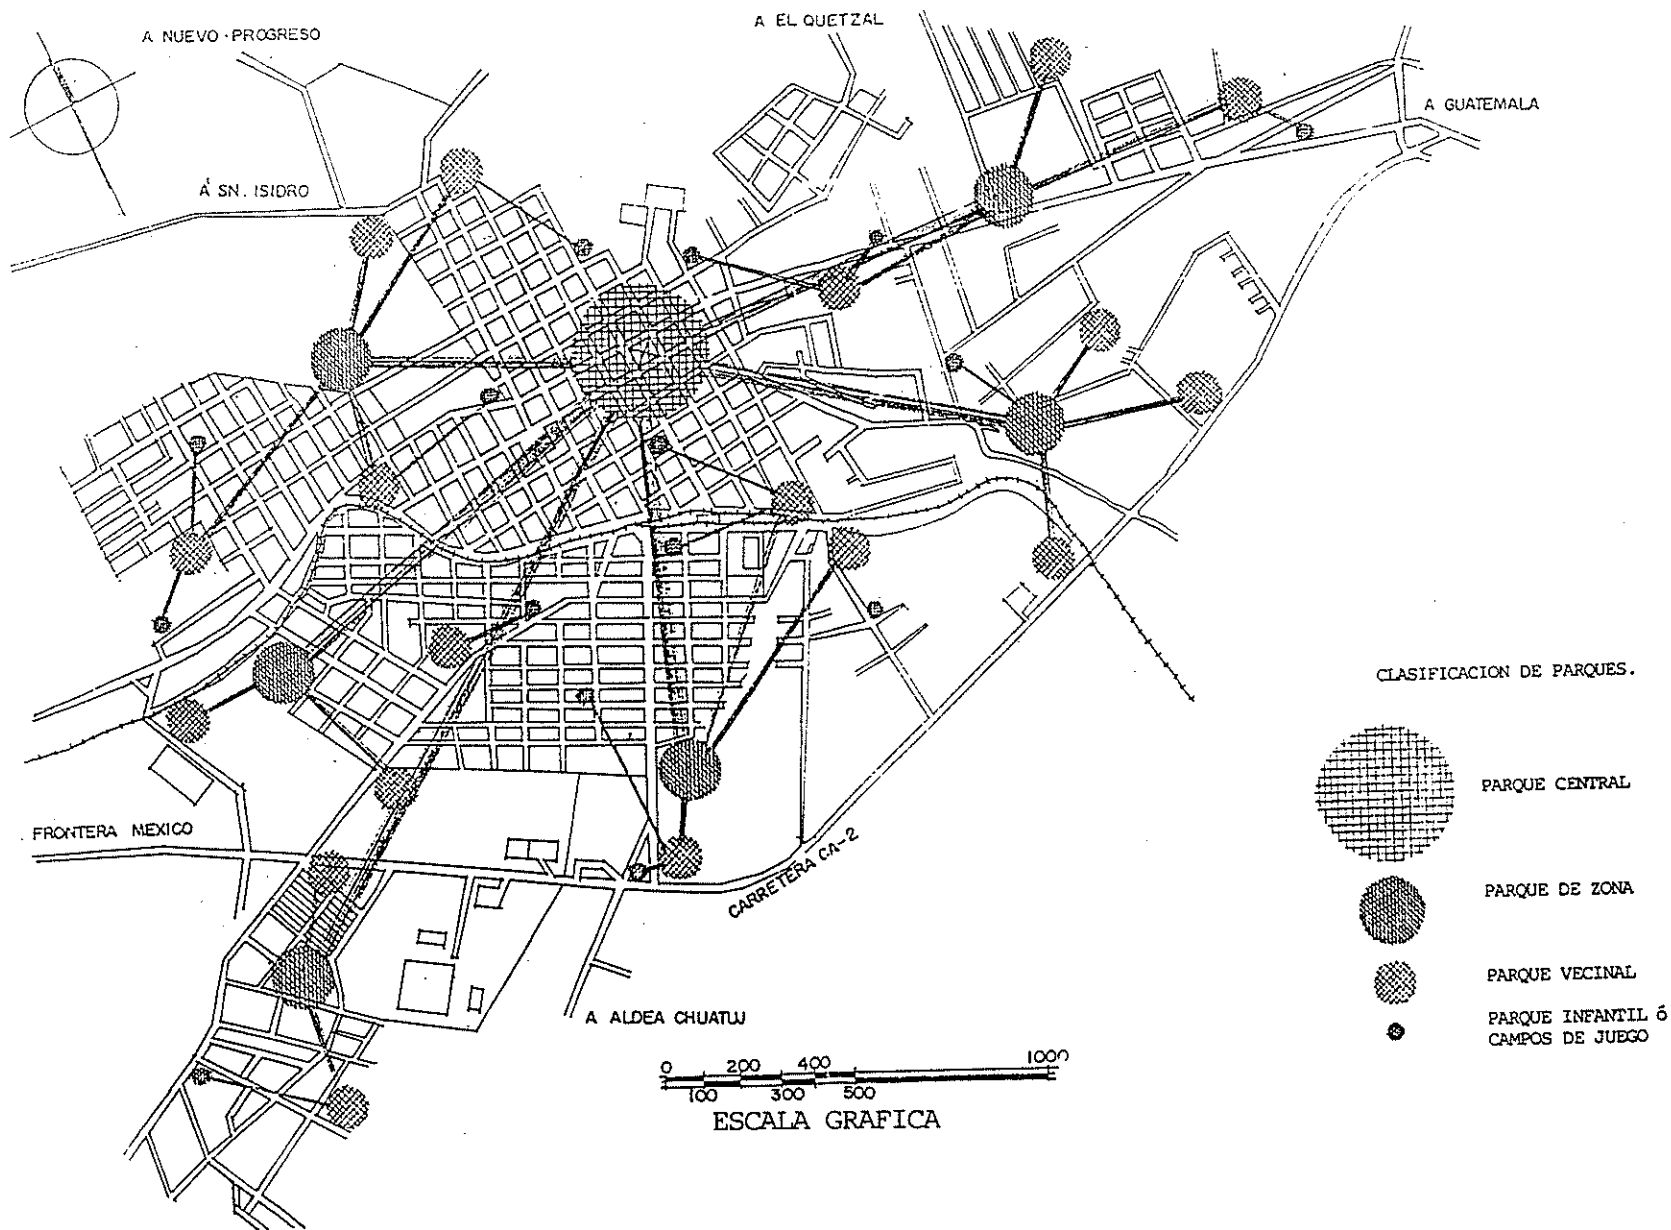 A EL QUETZAL
A NUEVO PROGRESO
A GUATEMALA
Á SN. ISIDRO
CLASIFICACION DE PARQUES.
PARQUE CENTRAL
FRONTERA MEXICO
CARRETERA CA-2
PARQUE DE ZONA
PARQUE VECINAL
A ALDEA CHUATUJ
PARQUE INFANTIL ó
CAMPOS DE JUEGO
0 200 400 1000
100 300 500
ESCALA GRAFICA